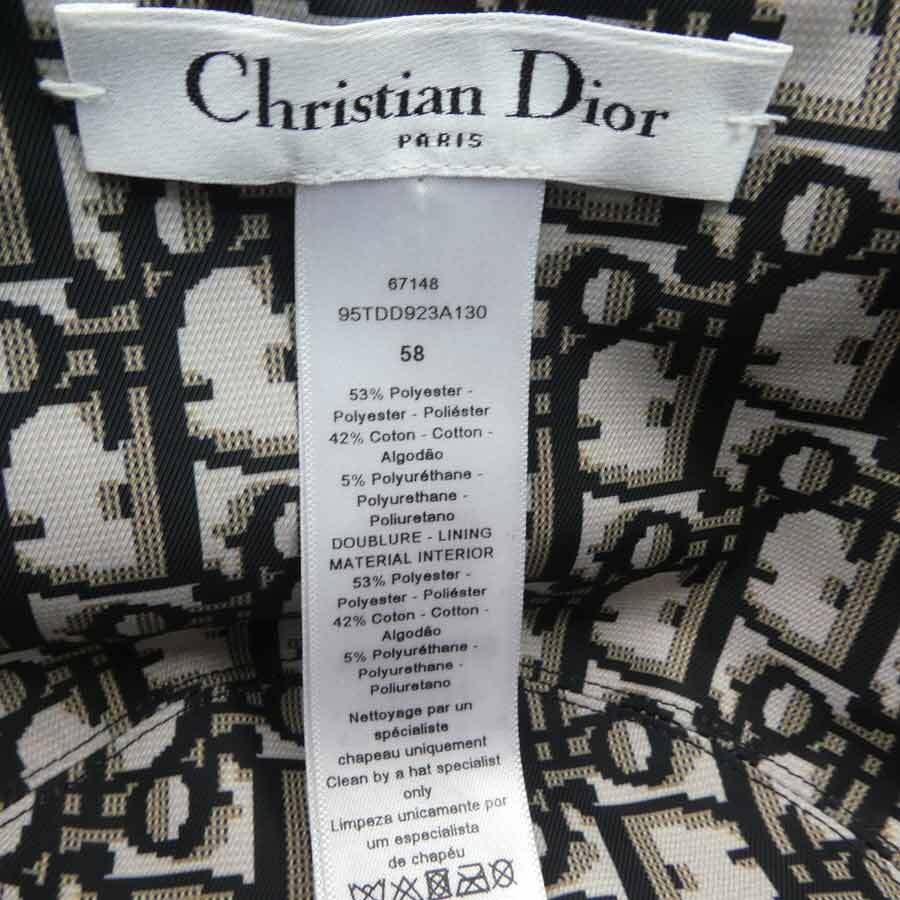 Christian Dior
PARIS
67148
95TDD923A130
58
53% Polyester -
Polyester - Poliéster
42% Coton - Cotton -
Algodão
5% Polyuréthane -
Polyurethane -
Poliuretano
DOUBLURE - LINING
MATERIAL INTERIOR
53% Polyester -
Polyester - Poliéster
42% Coton - Cotton -
Algodão
5% Polyuréthane -
Polyurethane -
Poliuretano
Nettoyage par un
spécialiste
chapeau uniquement
Clean by a hat specialist
only
Limpeza unicamente por
um especialista
de chapéu